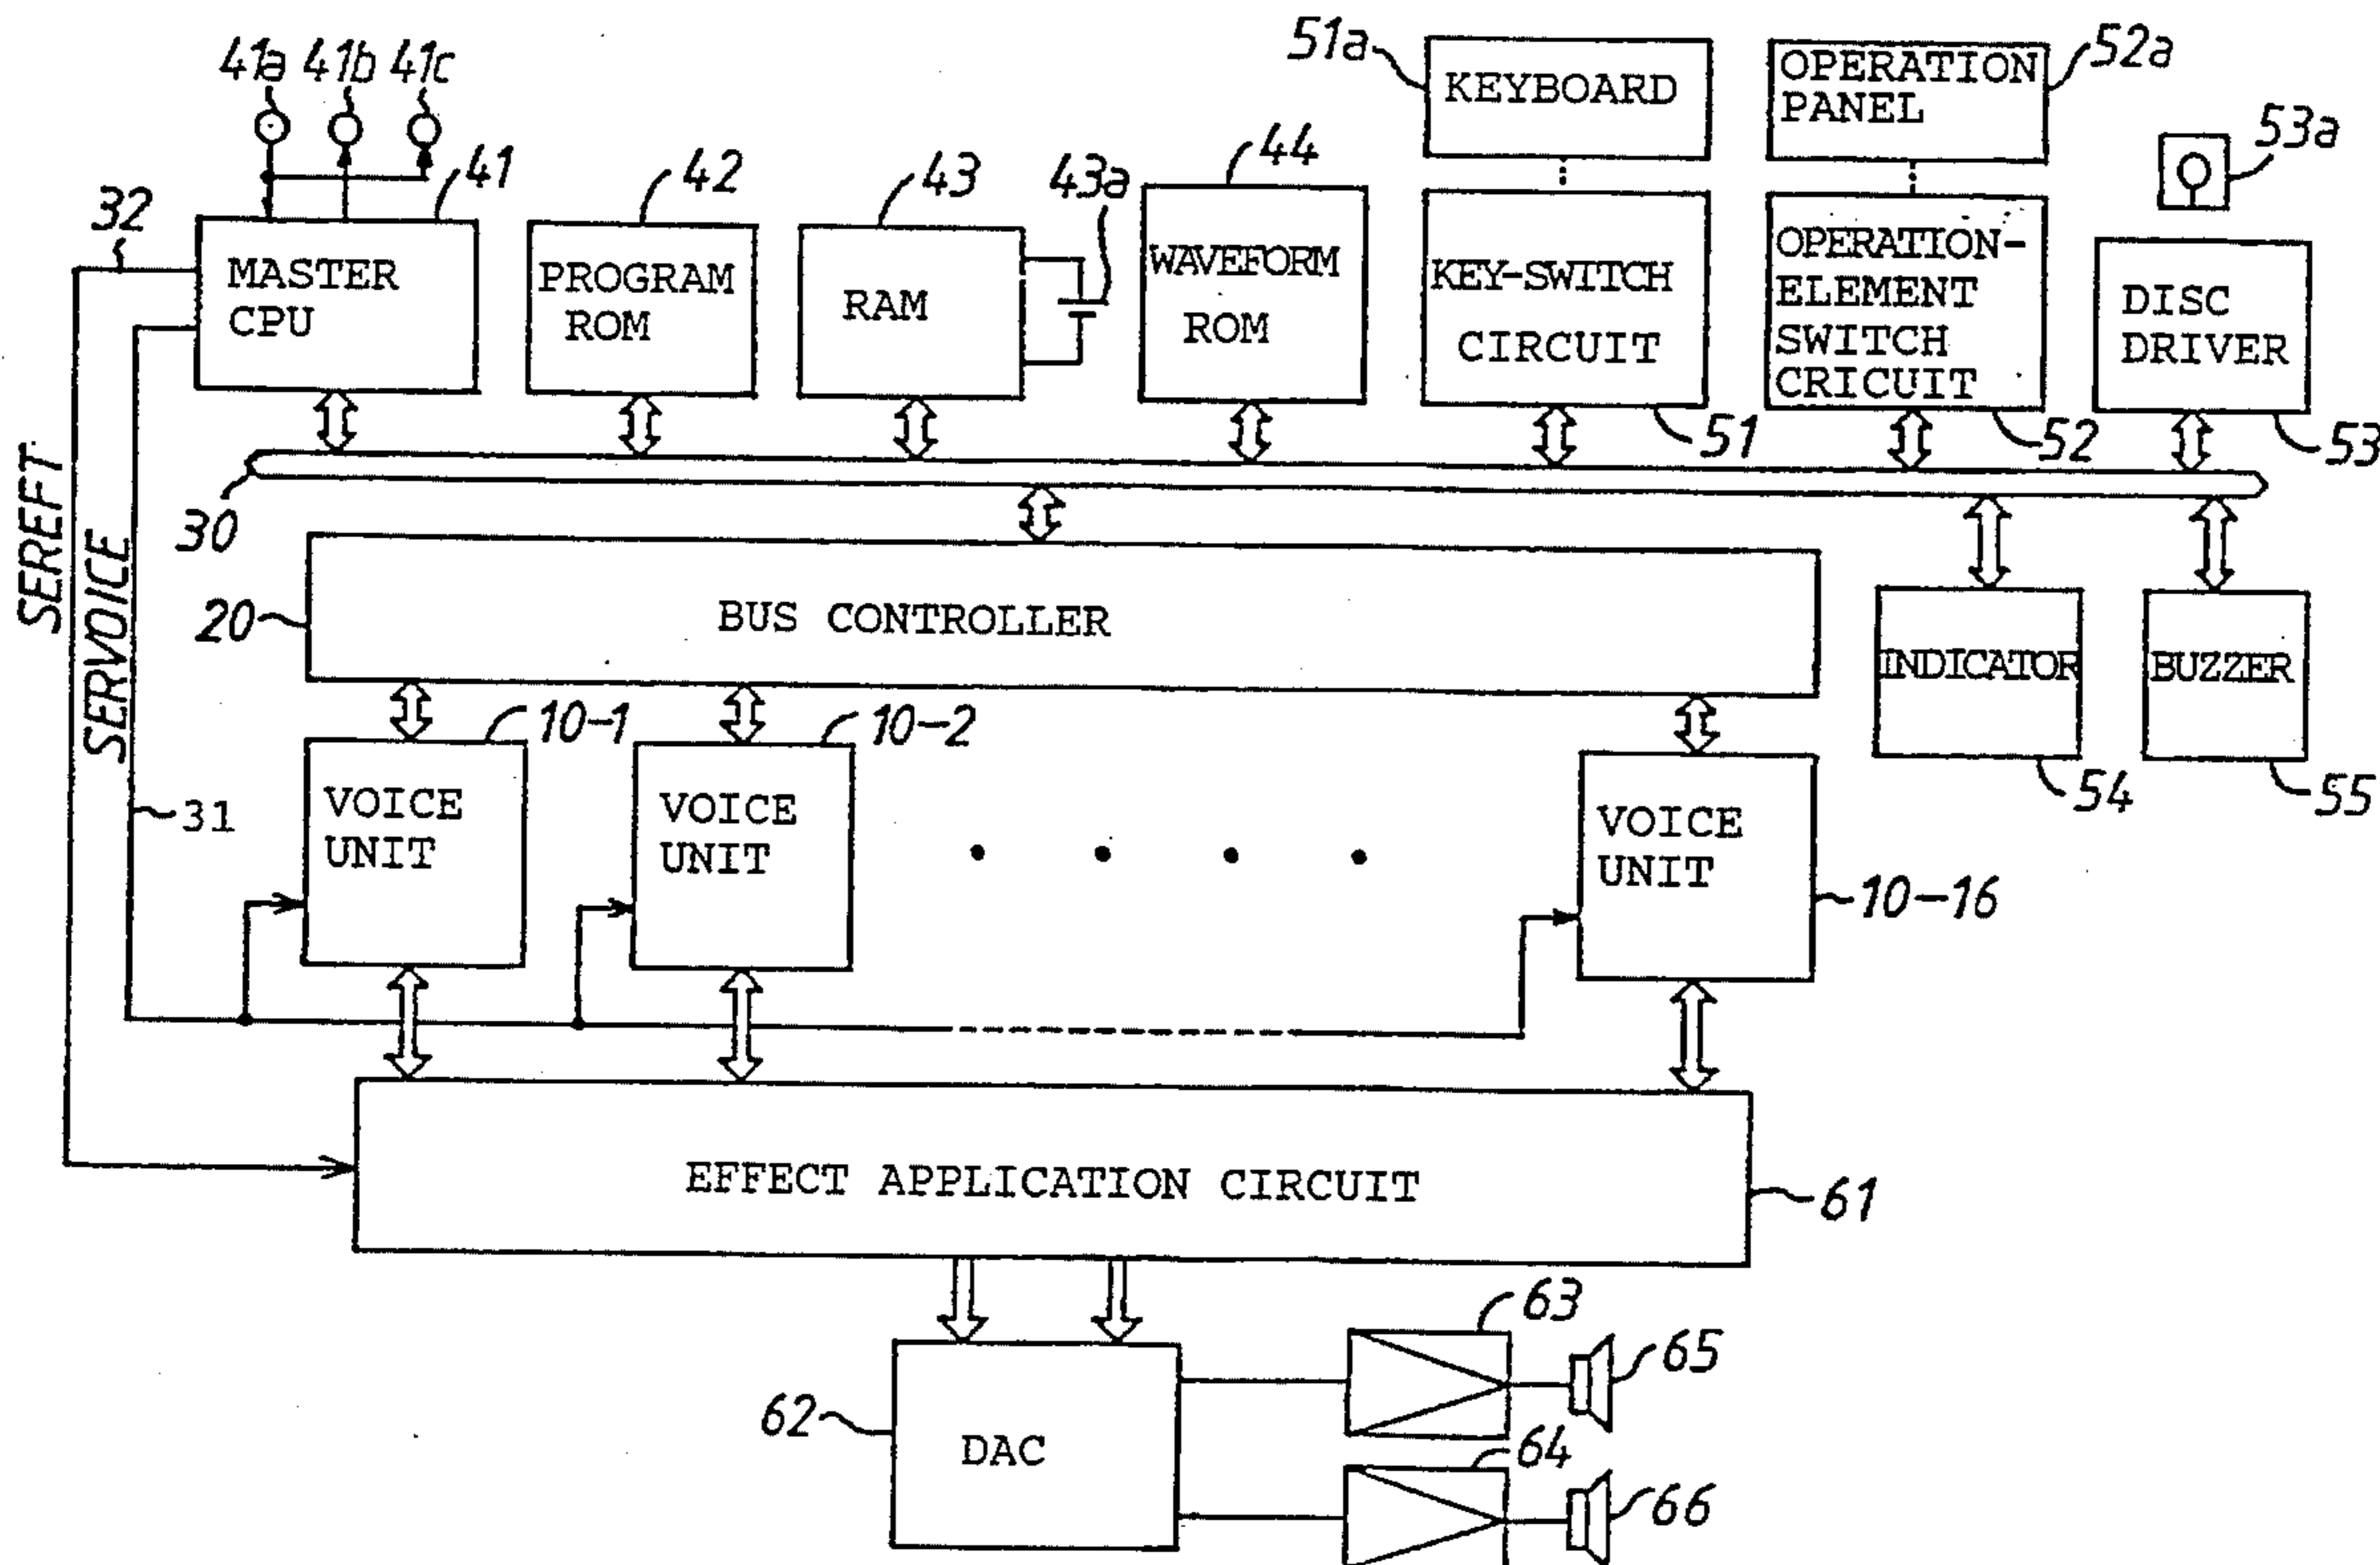 41a 41b 41c
51a
KEYBOARD
OPERATION
PANEL
52a
53a
32
41
42
43
43a
44
MASTER
CPU
PROGRAM
ROM
RAM
WAVEFORM
ROM
KEY-SWITCH
CIRCUIT
OPERATION-
ELEMENT
SWITCH
CRICUIT
DISC
DRIVER
51
52
53
SEREFT
SERVOICE
30
20
BUS CONTROLLER
INDICATOR
BUZZER
54
55
10-1
10-2
31
VOICE
UNIT
VOICE
UNIT
. . . .
VOICE
UNIT
10-16
EFFECT APPLICATION CIRCUIT
61
62
DAC
63
65
64
66